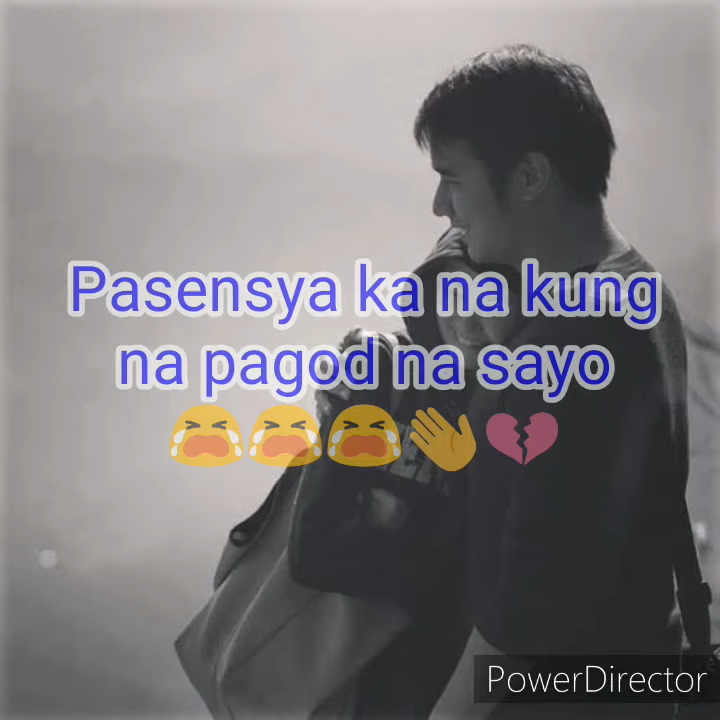 Pasensya ka na kung
na pagod na sayo
😭😭😭👋💔
PowerDirector